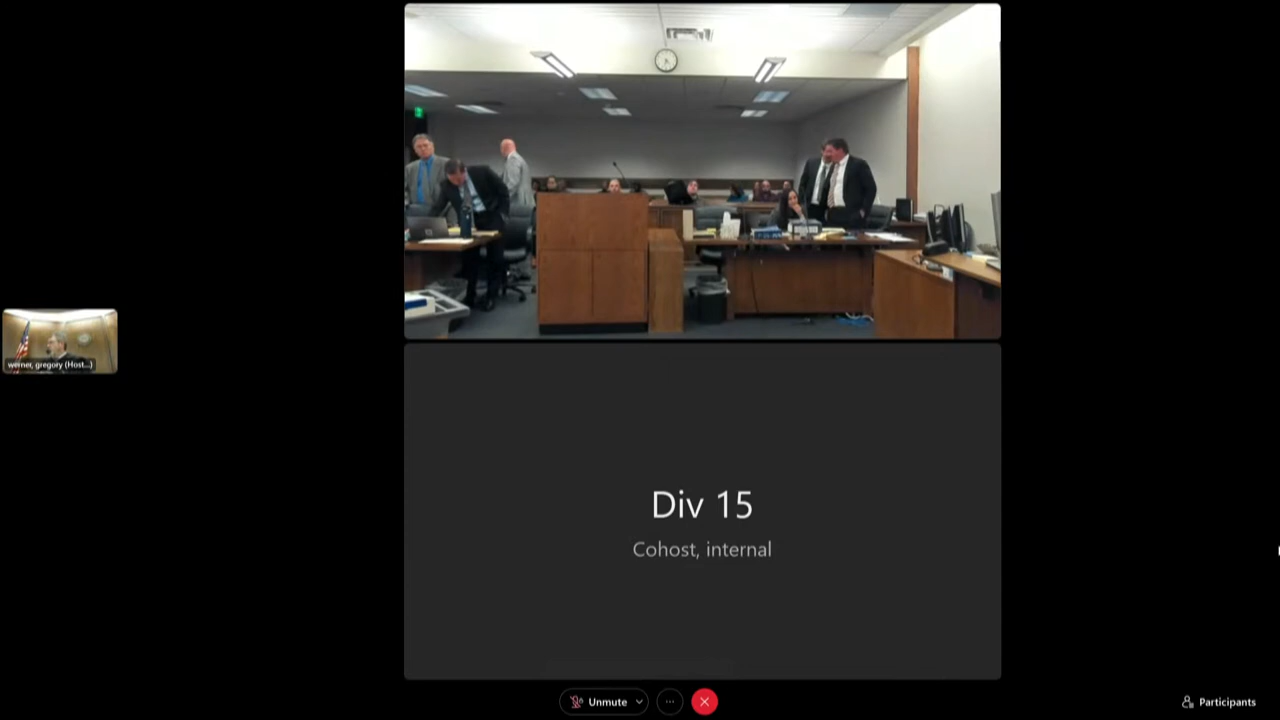 werner, gregory (Host...)
Div 15
Cohost, internal
Unmute
Participants